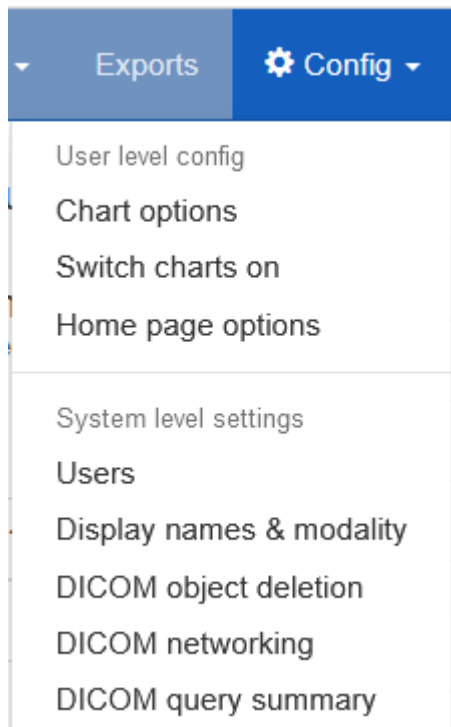 Exports Config
User level config
Chart options
Switch charts on
Home page options
System level settings
Users
Display names & modality
DICOM object deletion
DICOM networking
DICOM query summary